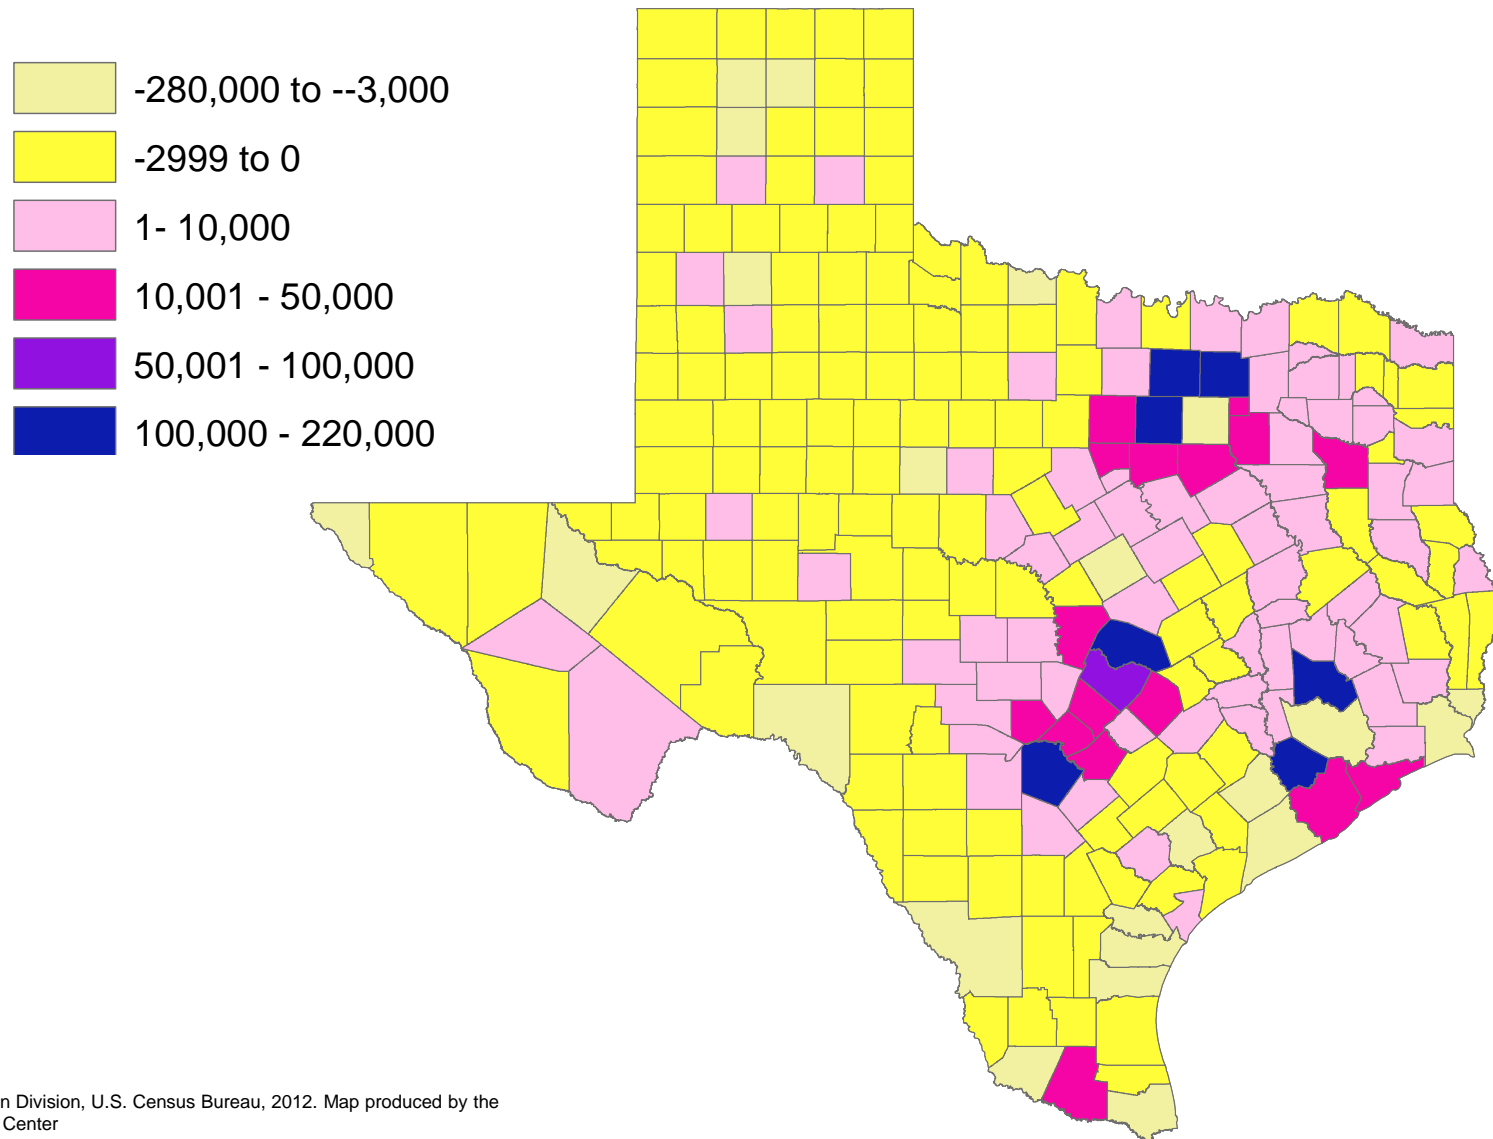 -280,000 to --3,000
-2999 to 0
1- 10,000
10,001 - 50,000
50,001 - 100,000
100,000 - 220,000
n Division, U.S. Census Bureau, 2012. Map produced by the
Center